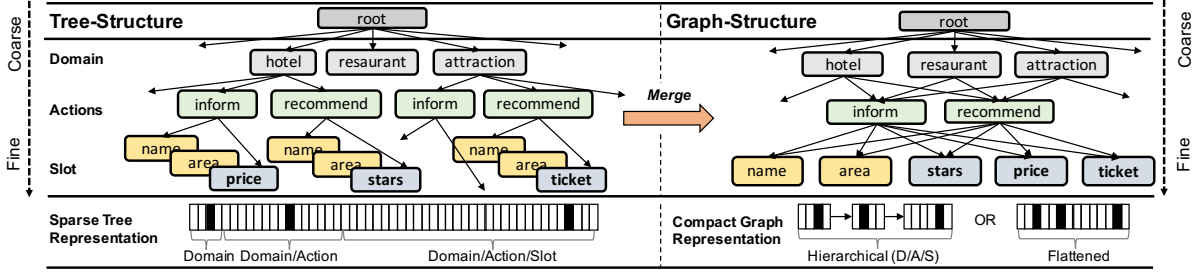 Tree-Structure
root
Graph-Structure
root
Coarse
Fine
Domain
hotel
resaurant
attraction
Actions
inform
recommend
inform
recommend
Slot
name
area
price
name
area
stars
name
area
ticket
Merge
hotel
resaurant
attraction
inform
recommend
name
area
stars
price
ticket
Coarse
Fine
Sparse Tree
Representation
Domain
Domain/Action
Domain/Action/Slot
Compact Graph
Representation
OR
Hierarchical (D/A/S)
Flattened